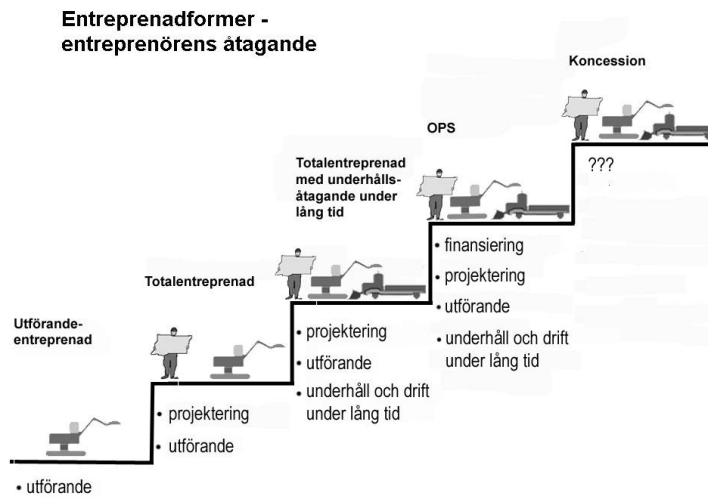 Entreprenadformer -
entreprenörens åtagande
Koncession
???
OPS
• finansiering
• projektering
• utförande
• underhåll och drift
under lång tid
Totalentreprenad
med underhålls-
åtagande under
lång tid
• projektering
• utförande
• underhåll och drift
under lång tid
Totalentreprenad
• projektering
• utförande
Utförande-
entreprenad
• utförande